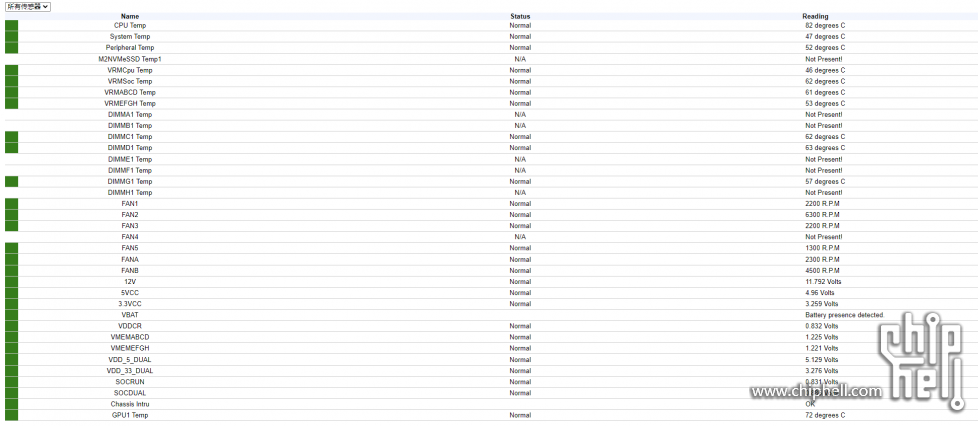 所有传感器
Name Status Reading
CPU Temp Normal 82 degrees C
System Temp Normal 47 degrees C
Peripheral Temp Normal 52 degrees C
M2NVMeSSD Temp1 N/A Not Present!
VRMCpu Temp Normal 46 degrees C
VRMSoc Temp Normal 62 degrees C
VRMABCD Temp Normal 61 degrees C
VRMEFGH Temp Normal 53 degrees C
DIMMA1 Temp N/A Not Present!
DIMMB1 Temp N/A Not Present!
DIMMC1 Temp Normal 62 degrees C
DIMMD1 Temp Normal 63 degrees C
DIMME1 Temp N/A Not Present!
DIMMF1 Temp N/A Not Present!
DIMMG1 Temp Normal 57 degrees C
DIMMH1 Temp N/A Not Present!
FAN1 Normal 2200 R.P.M
FAN2 Normal 6300 R.P.M
FAN3 Normal 2200 R.P.M
FAN4 N/A Not Present!
FAN5 Normal 1300 R.P.M
FANA Normal 2300 R.P.M
FANB Normal 4500 R.P.M
12V Normal 11.792 Volts
5VCC Normal 4.96 Volts
3.3VCC Normal 3.259 Volts
VBAT Battery presence detected
VDDCR Normal 0.832 Volts
VMEMABCD Normal 1.225 Volts
VMEMEFGH Normal 1.221 Volts
VDD_5_DUAL Normal 5.129 Volts
VDD_33_DUAL Normal 3.276 Volts
SOCRUN Normal 0.831 Volts
SOCDUAL Normal
Chassis Intru OK
GPU1 Temp Normal 72 degrees C
chip hell
www.chiphell.com